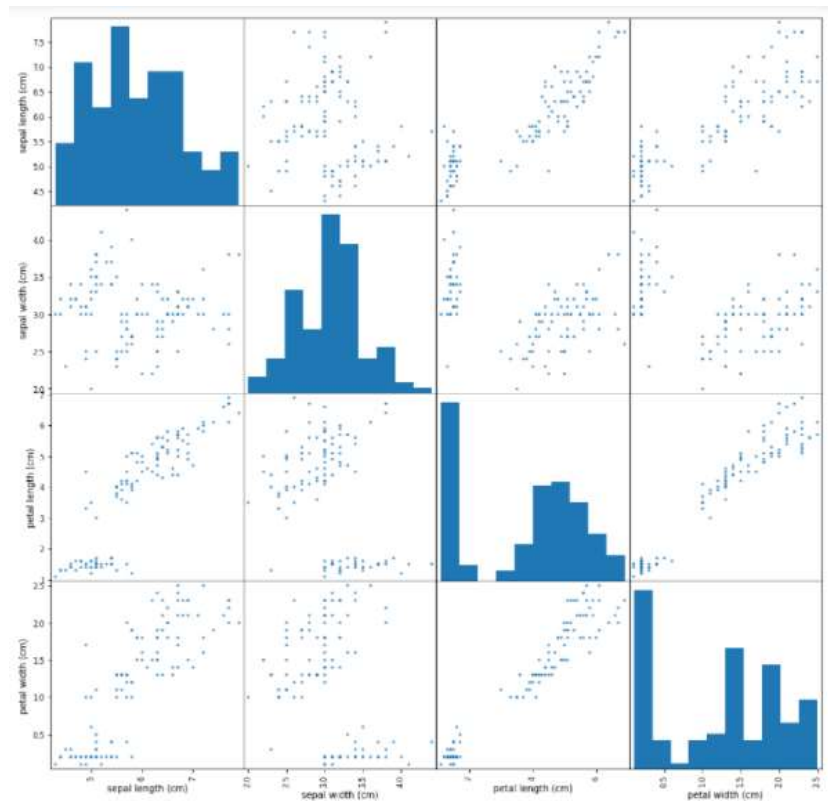 7.5
7.0
6.5
6.0
5.5
5.0
4.5
sepal length (cm)
4.0
3.5
3.0
2.5
2.0
sepal width (cm)
7
6
5
4
3
2
1
petal length (cm)
2.5
2.0
1.5
1.0
0.5
petal width (cm)
5 6 7
sepal length (cm)
2.0 2.5 3.0 3.5 4.0
sepal width (cm)
2 4 6
petal length (cm)
0.5 1.0 1.5 2.0 2.5
petal width (cm)